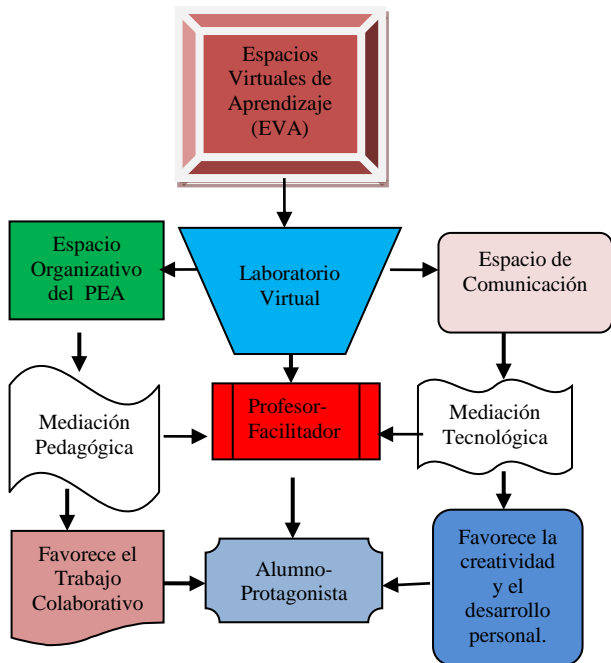 Espacios
Virtuales de
Aprendizaje
(EVA)
Espacio
Organizativo
del PEA
Laboratorio
Virtual
Espacio de
Comunicación
Mediación
Pedagógica
Profesor-
Facilitador
Mediación
Tecnológica
Favorece el
Trabajo
Colaborativo
Alumno-
Protagonista
Favorece la
creatividad
y el
desarrollo
personal.